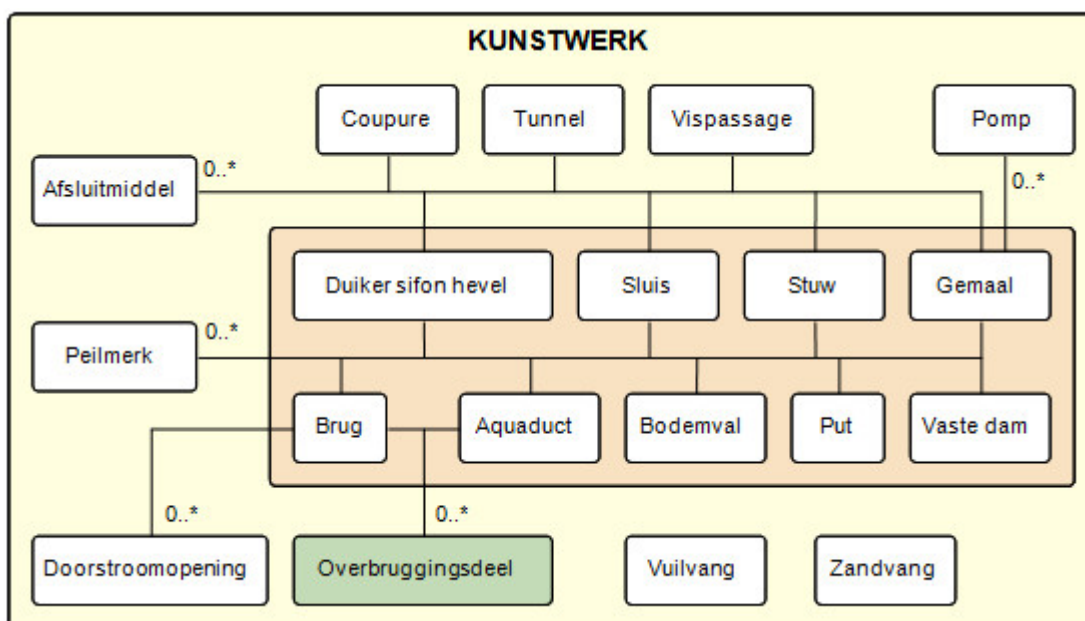 KUNSTWERK
Coupure
Tunnel
Vispassage
Pomp
Afsluitmiddel
0..*
0..*
Duiker sifon hevel
Sluis
Stuw
Gemaal
Peilmerk
0..*
Brug
Aquaduct
Bodemval
Put
Vaste dam
0..*
0..*
Doorstroomopening
Overbruggingsdeel
Vuilvang
Zandvang